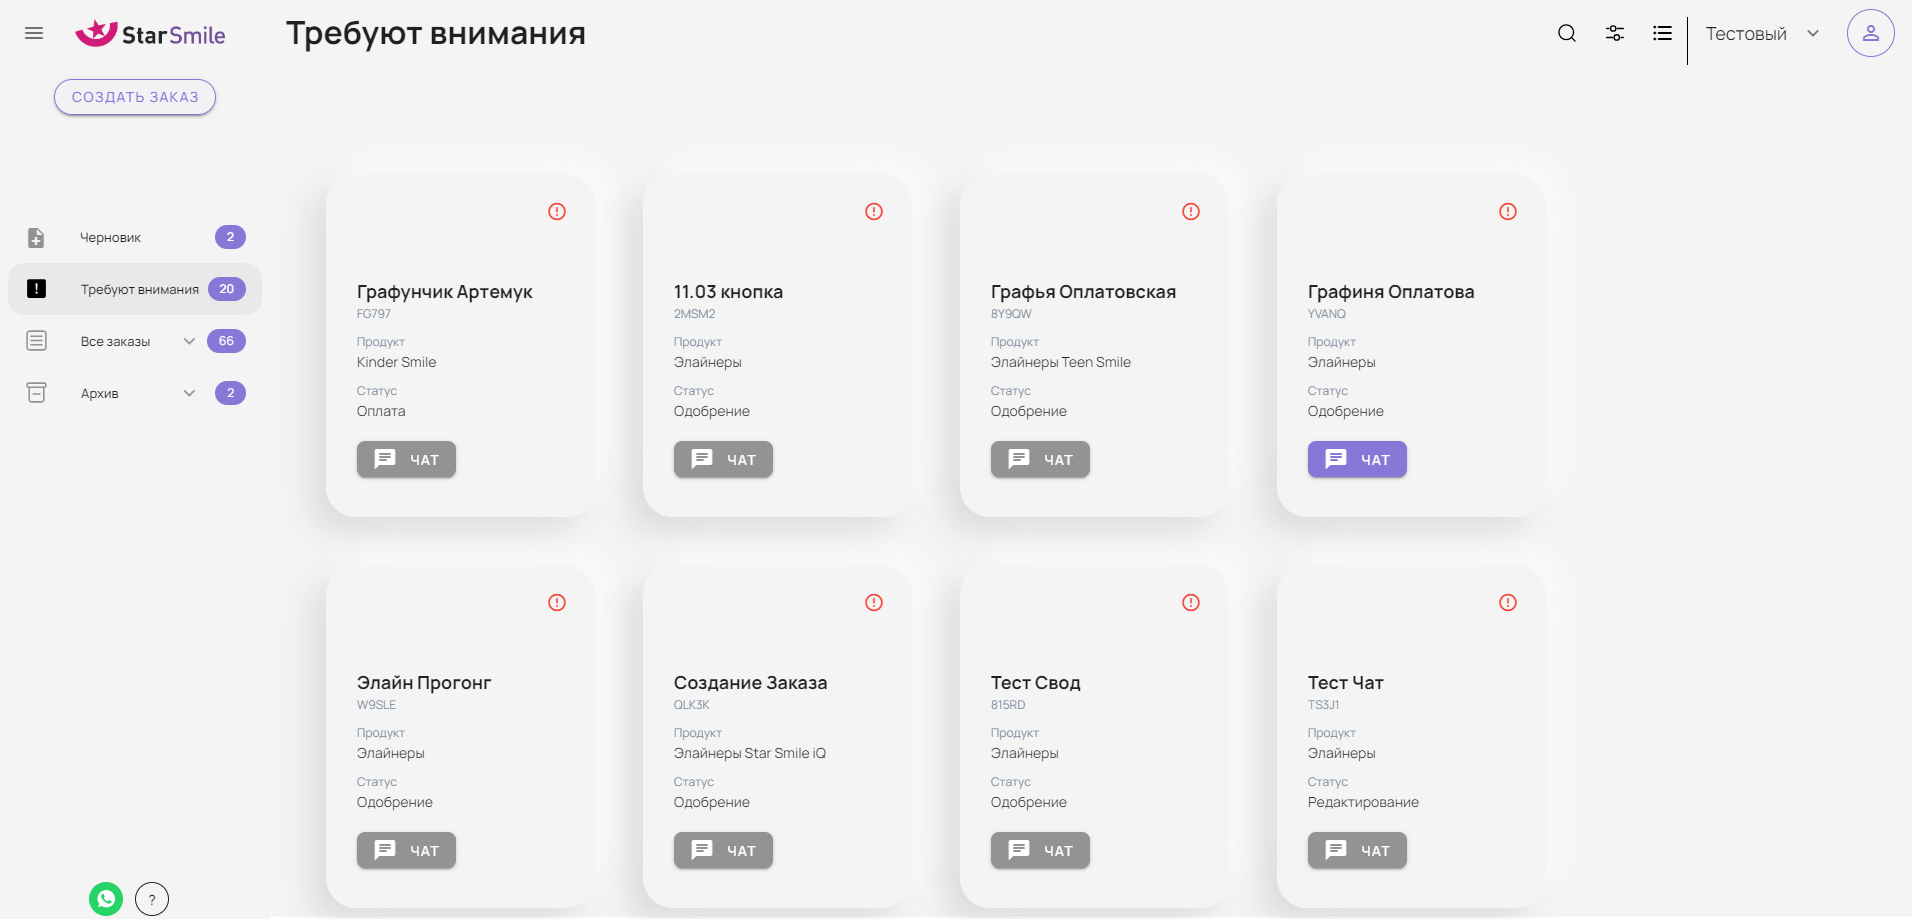 StarSmile
Требуют внимания
Тестовый
СОЗДАТЬ ЗАКАЗ
Черновик 2
Требуют внимания 20
Все заказы 66
Архив 2
Графунчик Артемук
FG797
Продукт
Kinder Smile
Статус
Оплата
ЧАТ
11.03 кнопка
2MSM2
Продукт
Элайнеры
Статус
Одобрение
ЧАТ
Графья Оплатовская
8Y9QW
Продукт
Элайнеры Teen Smile
Статус
Одобрение
ЧАТ
Графиня Оплатова
YVANQ
Продукт
Элайнеры
Статус
Одобрение
ЧАТ
Элайн Прогонг
W9SLE
Продукт
Элайнеры
Статус
Одобрение
ЧАТ
Создание Заказа
QLK3K
Продукт
Элайнеры Star Smile iQ
Статус
Одобрение
ЧАТ
Тест Свод
815RD
Продукт
Элайнеры
Статус
Одобрение
ЧАТ
Тест Чат
TS3J1
Продукт
Элайнеры
Статус
Редактирование
ЧАТ
?